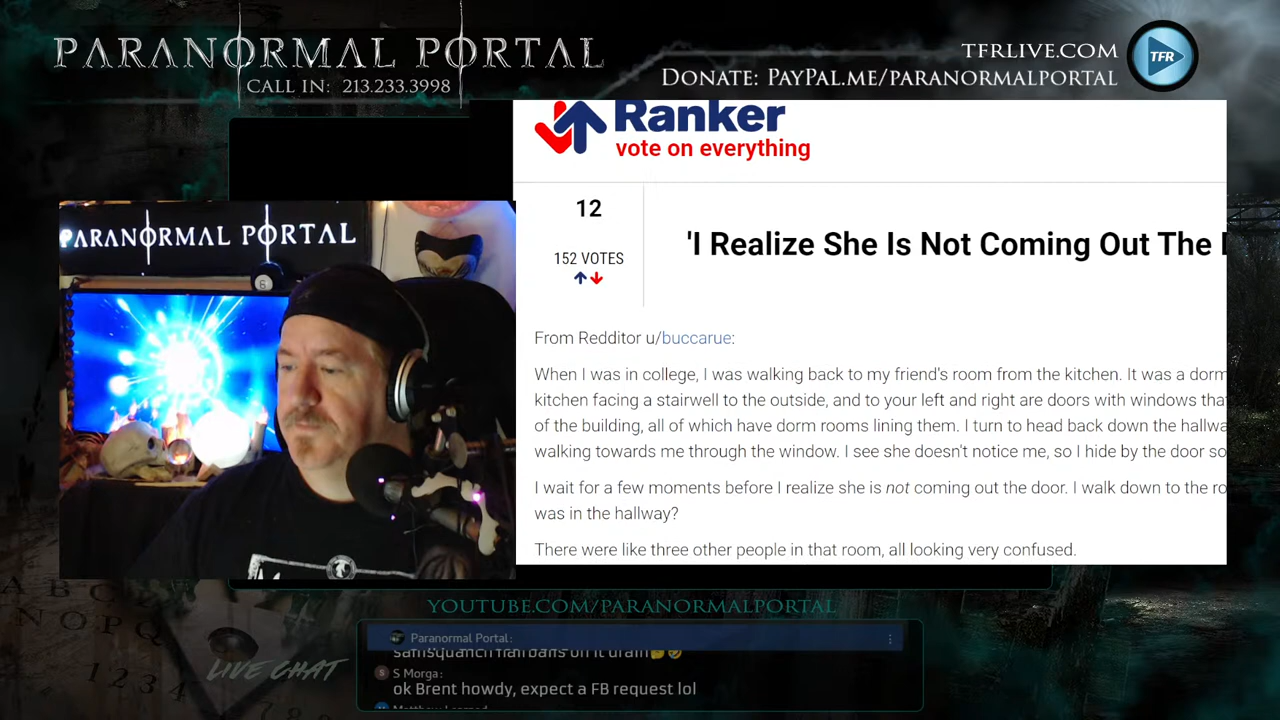 PARANORMAL PORTAL
CALL IN: 213.233.3998
TFRLIVE.COM
DONATE: PAYPAL.ME/PARANORMALPORTAL
TFR
Ranker
vote on everything
12
152 VOTES
'I Realize She Is Not Coming Out The
From Redditor u/buccarue:
When I was in college, I was walking back to my friend's room from the kitchen. It was a dorm
kitchen facing a stairwell to the outside, and to your left and right are doors with windows that
of the building, all of which have dorm rooms lining them. I turn to head back down the hallwa
walking towards me through the window. I see she doesn't notice me, so I hide by the door so
I wait for a few moments before I realize she is not coming out the door. I walk down to the ro
was in the hallway?
There were like three other people in that room, all looking very confused.
PARANORMAL PORTAL
6
YOUTUBE.COM/PARANORMALPORTAL
A B C D
N O P Q
1 2 3 4
LIVE CHAT
Paranormal Portal:
S Morga:
ok Brent howdy, expect a FB request lol